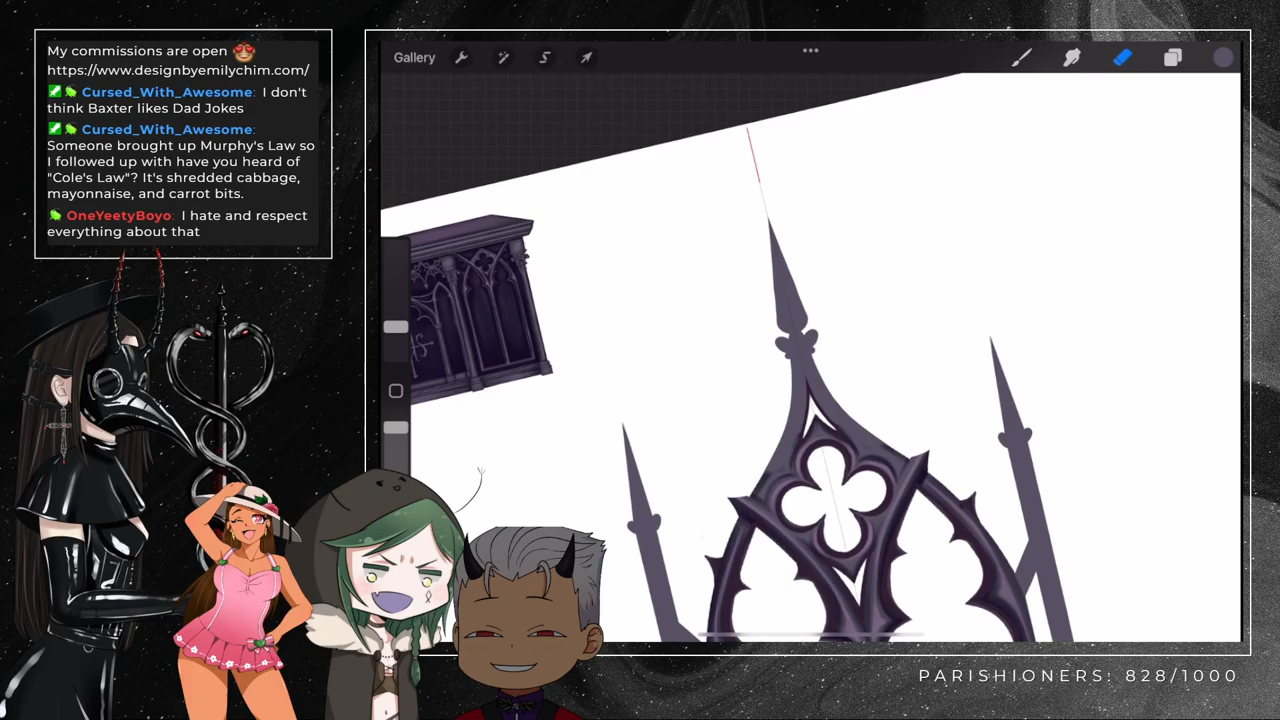 My commissions are open
https://www.designbyemilychim.com/
Cursed_With_Awesome: I don't
think Baxter likes Dad Jokes
Cursed_With_Awesome:
Someone brought up Murphy's Law so
I followed up with have you heard of
"Cole's Law"? It's shredded cabbage,
mayonnaise, and carrot bits.
OneYeetyBoyo: I hate and respect
everything about that
Gallery
PARISHIONERS: 828/1000